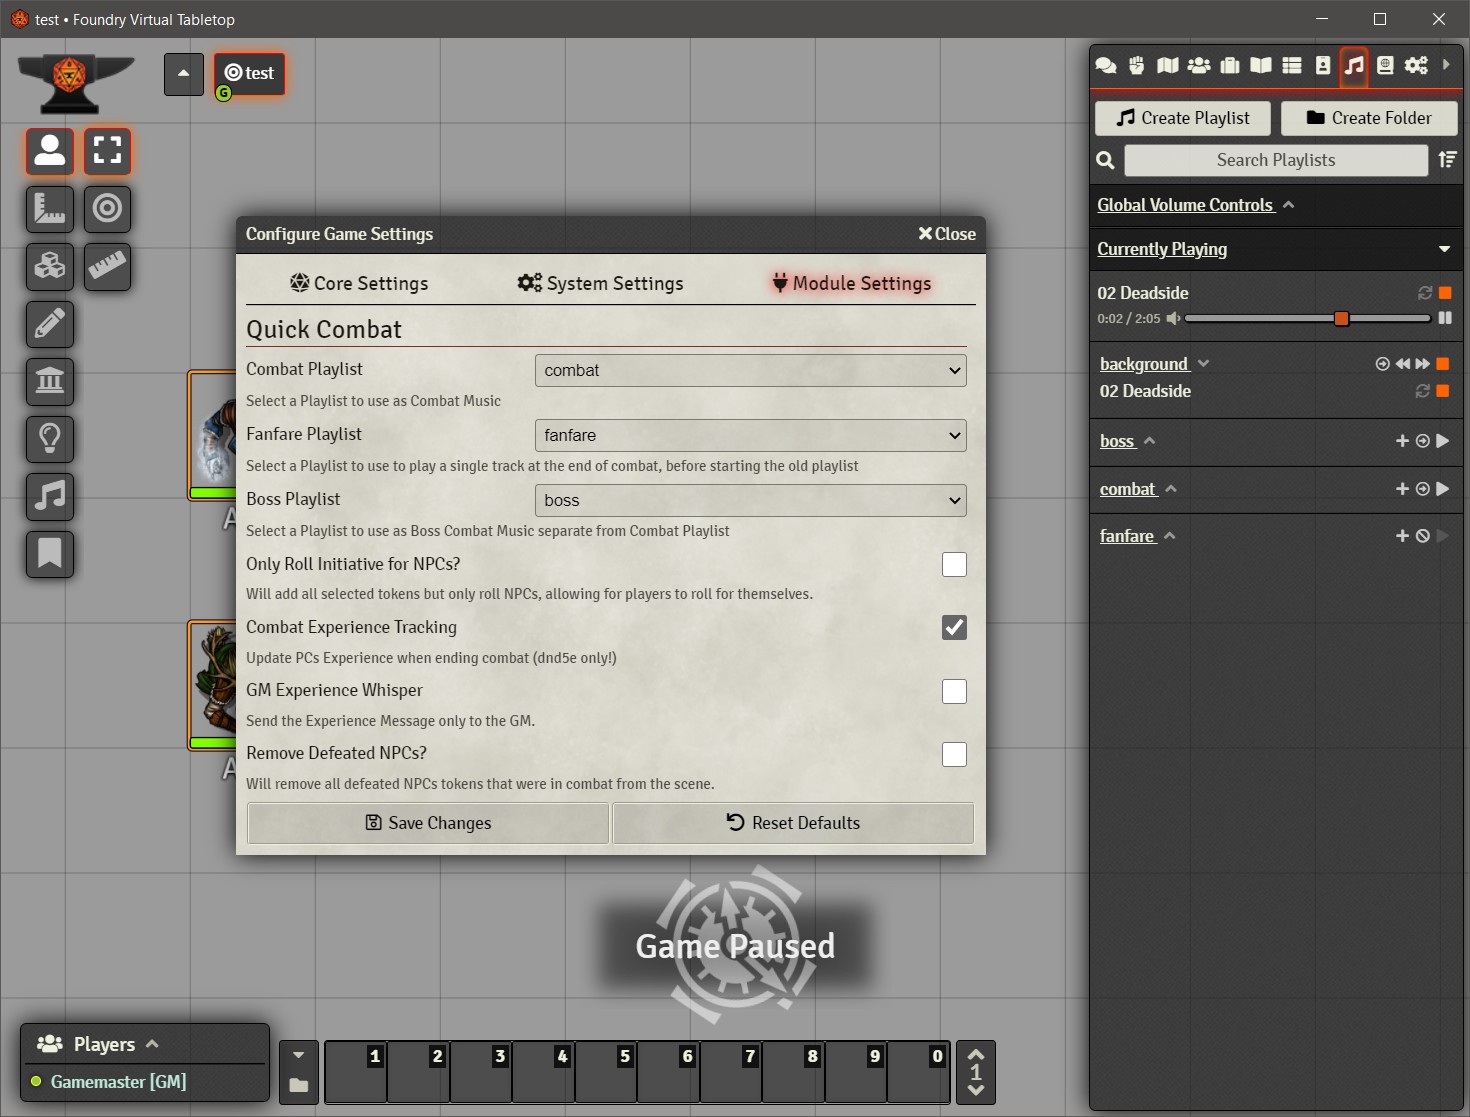 test • Foundry Virtual Tabletop
test
G
Create Playlist
Create Folder
Search Playlists
Global Volume Controls
Currently Playing
02 Deadside
0:02 / 2:05
background
02 Deadside
boss
combat
fanfare
Configure Game Settings
Close
Core Settings
System Settings
Module Settings
Quick Combat
Combat Playlist
combat
Select a Playlist to use as Combat Music
Fanfare Playlist
fanfare
Select a Playlist to use to play a single track at the end of combat, before starting the old playlist
Boss Playlist
boss
Select a Playlist to use as Boss Combat Music separate from Combat Playlist
Only Roll Initiative for NPCs?
Will add all selected tokens but only roll NPCs, allowing for players to roll for themselves.
Combat Experience Tracking
Update PCs Experience when ending combat (dnd5e only!)
GM Experience Whisper
Send the Experience Message only to the GM.
Remove Defeated NPCs?
Will remove all defeated NPCs tokens that were in combat from the scene.
Save Changes
Reset Defaults
A
A
Game Paused
Players
Gamemaster [GM]
1 2 3 4 5 6 7 8 9 0
1